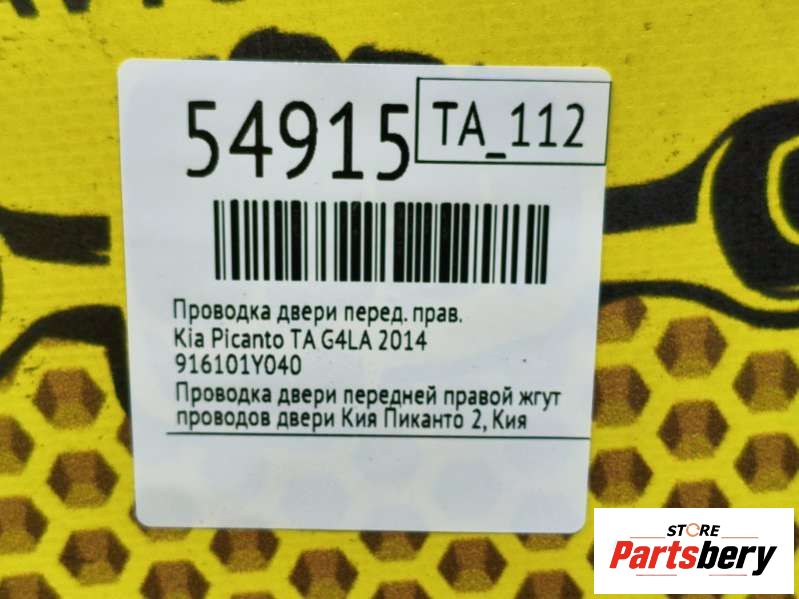 54915
TA_112
Проводка двери перед. прав.
Kia Picanto TA G4LA 2014
916101Y040
Проводка двери передней правой жгут
проводов двери Кия Пиканто 2, Кия
STORE
Partsbery